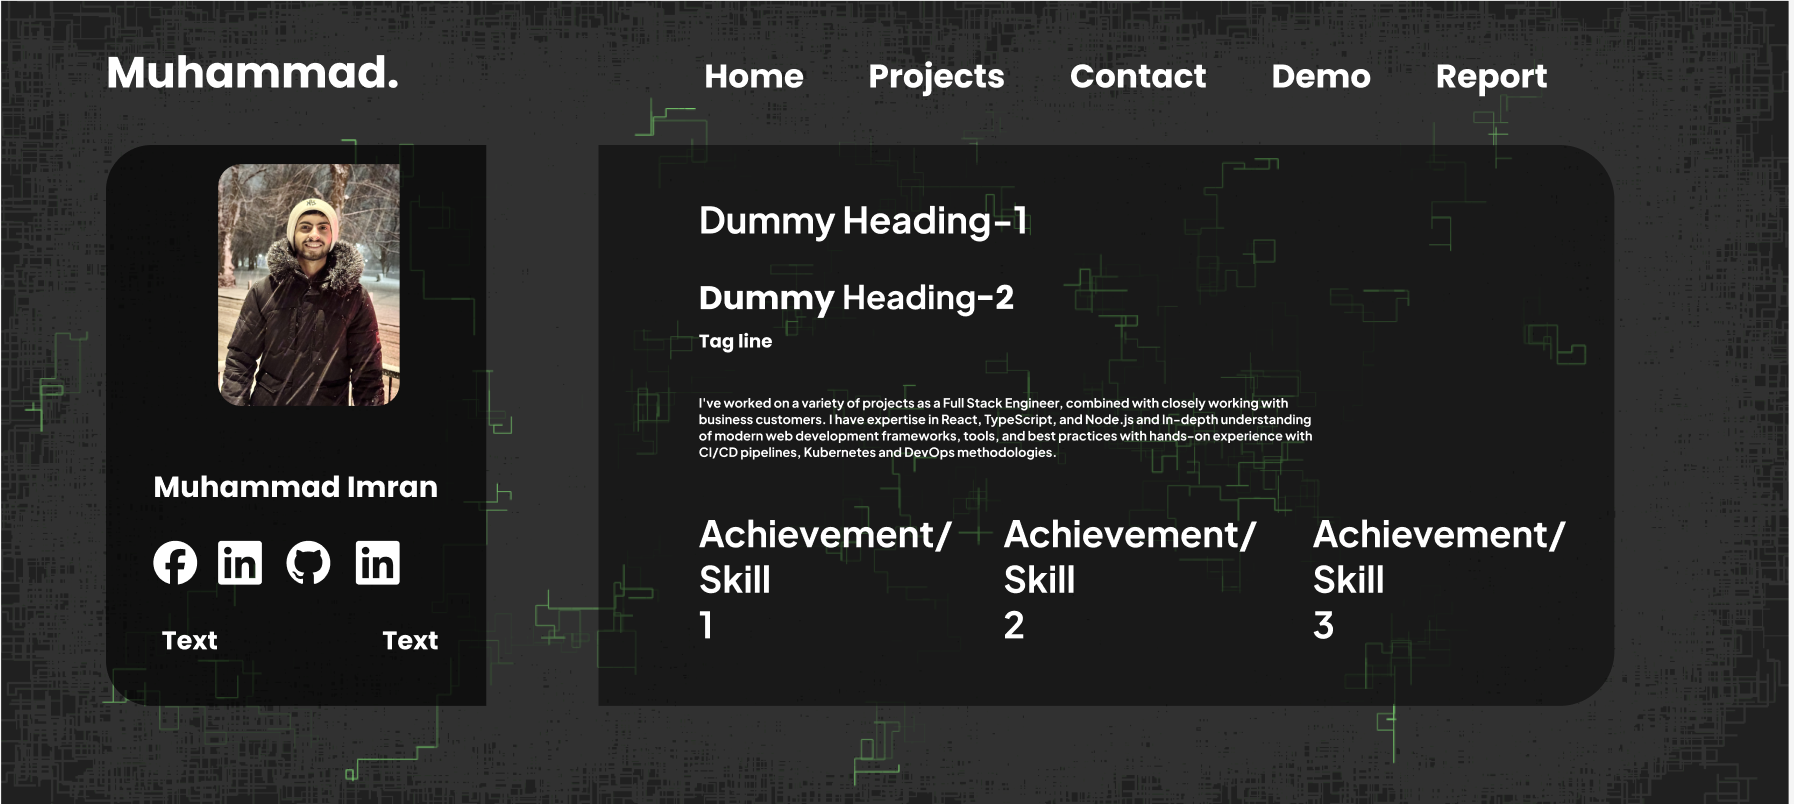 Muhammad.
Home Projects Contact Demo Report
Muhammad Imran
Text Text
Dummy Heading-1
Dummy Heading-2
Tag line
I've worked on a variety of projects as a Full Stack Engineer, combined with closely working with
business customers. I have expertise in React, TypeScript, and Node.js and In-depth understanding
of modern web development frameworks, tools, and best practices with hands-on experience with
CI/CD pipelines, Kubernetes and DevOps methodologies.
Achievement/
Skill
1
Achievement/
Skill
2
Achievement/
Skill
3